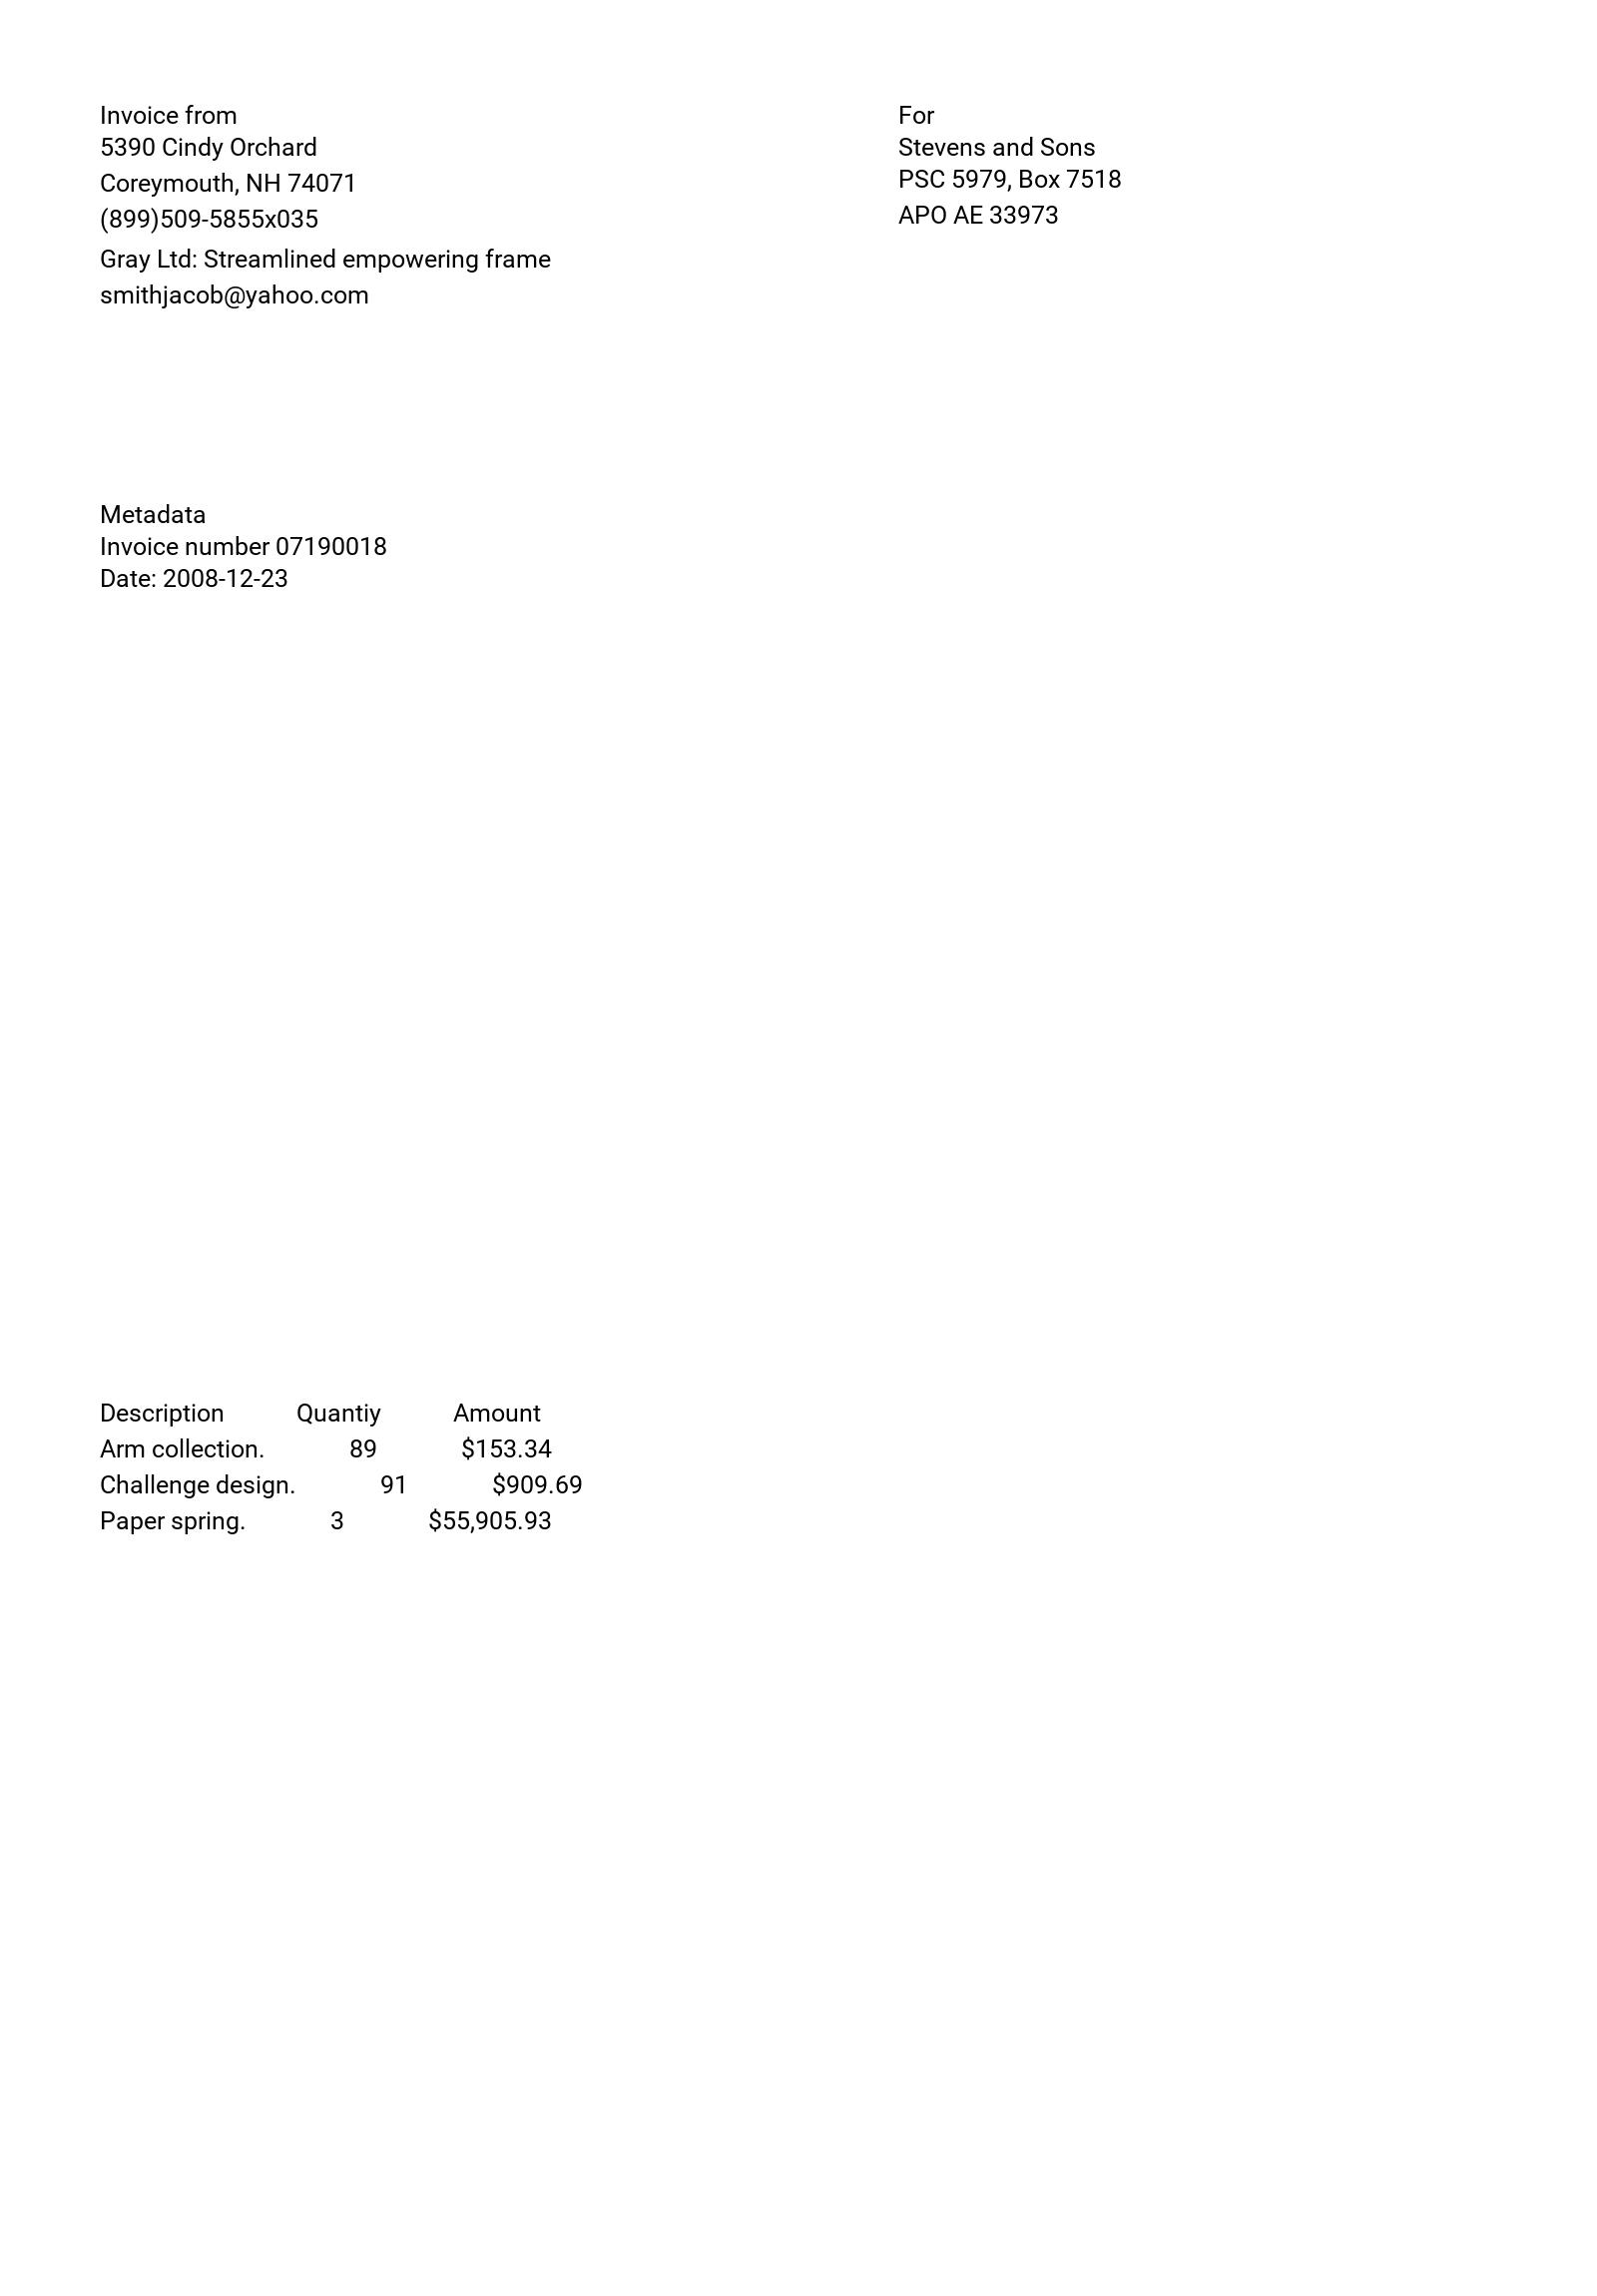 Invoice from
5390 Cindy Orchard
Coreymouth, NH 74071
(899)509-5855x035
Gray Ltd: Streamlined empowering frame
smithjacob@yahoo.com
For
Stevens and Sons
PSC 5979, Box 7518
APO AE 33973
Metadata
Invoice number 07190018
Date: 2008-12-23
Description Quantiy Amount
Arm collection. 89 $153.34
Challenge design. 91 $909.69
Paper spring. 3 $55,905.93